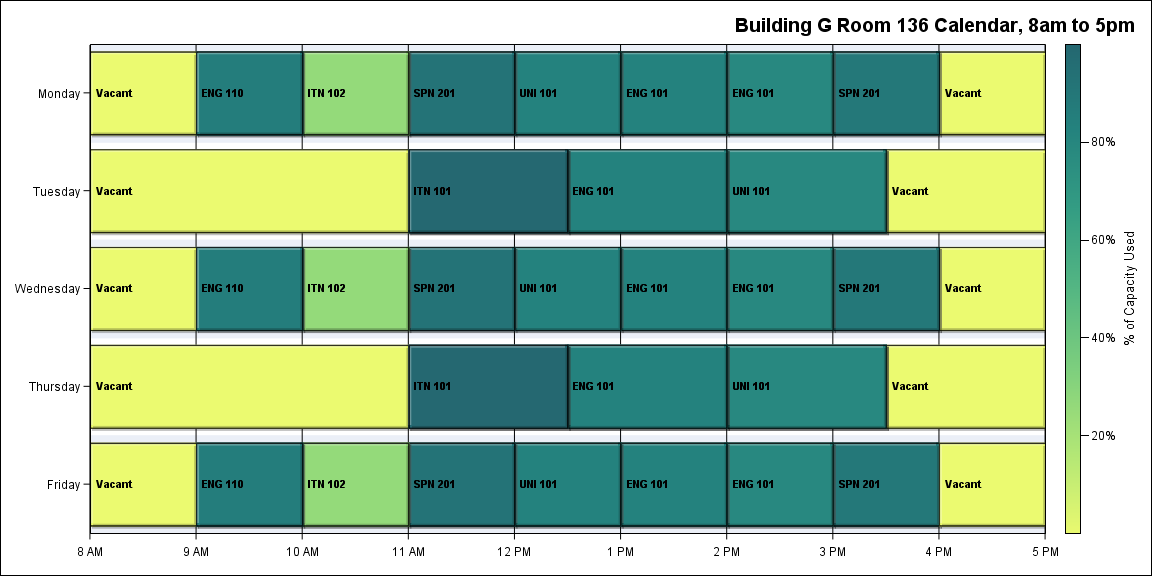 Building G Room 136 Calendar, 8am to 5pm
Monday
Vacant
ENG 110
ITN 102
SPN 201
UNI 101
ENG 101
ENG 101
SPN 201
Vacant
Tuesday
Vacant
ITN 101
ENG 101
UNI 101
Vacant
Wednesday
Vacant
ENG 110
ITN 102
SPN 201
UNI 101
ENG 101
ENG 101
SPN 201
Vacant
Thursday
Vacant
ITN 101
ENG 101
UNI 101
Vacant
Friday
Vacant
ENG 110
ITN 102
SPN 201
UNI 101
ENG 101
ENG 101
SPN 201
Vacant
8 AM
9 AM
10 AM
11 AM
12 PM
1 PM
2 PM
3 PM
4 PM
5 PM
80%
60%
40%
20%
% of Capacity Used